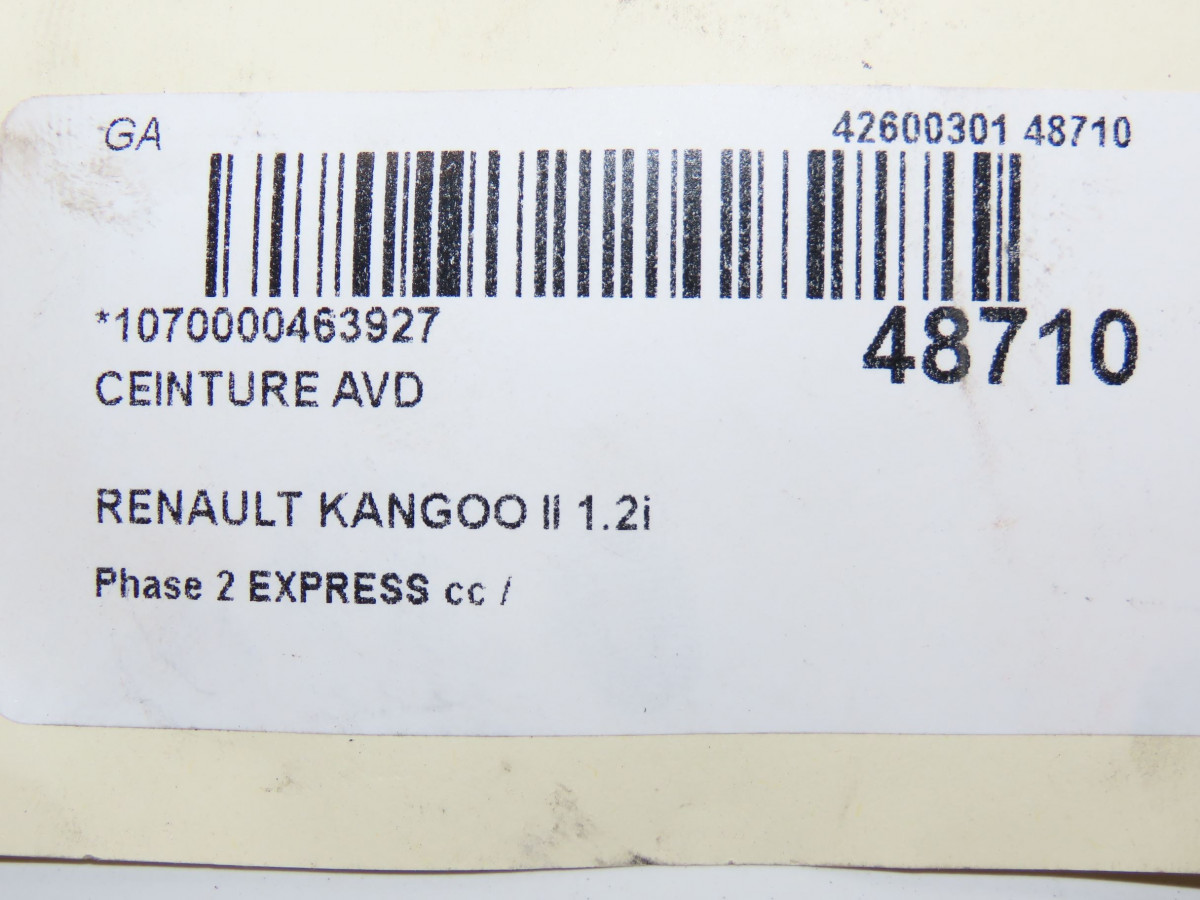 GA
42600301 48710
*1070000463927
48710
CEINTURE AVD
RENAULT KANGOO II 1.2i
Phase 2 EXPRESS cc /